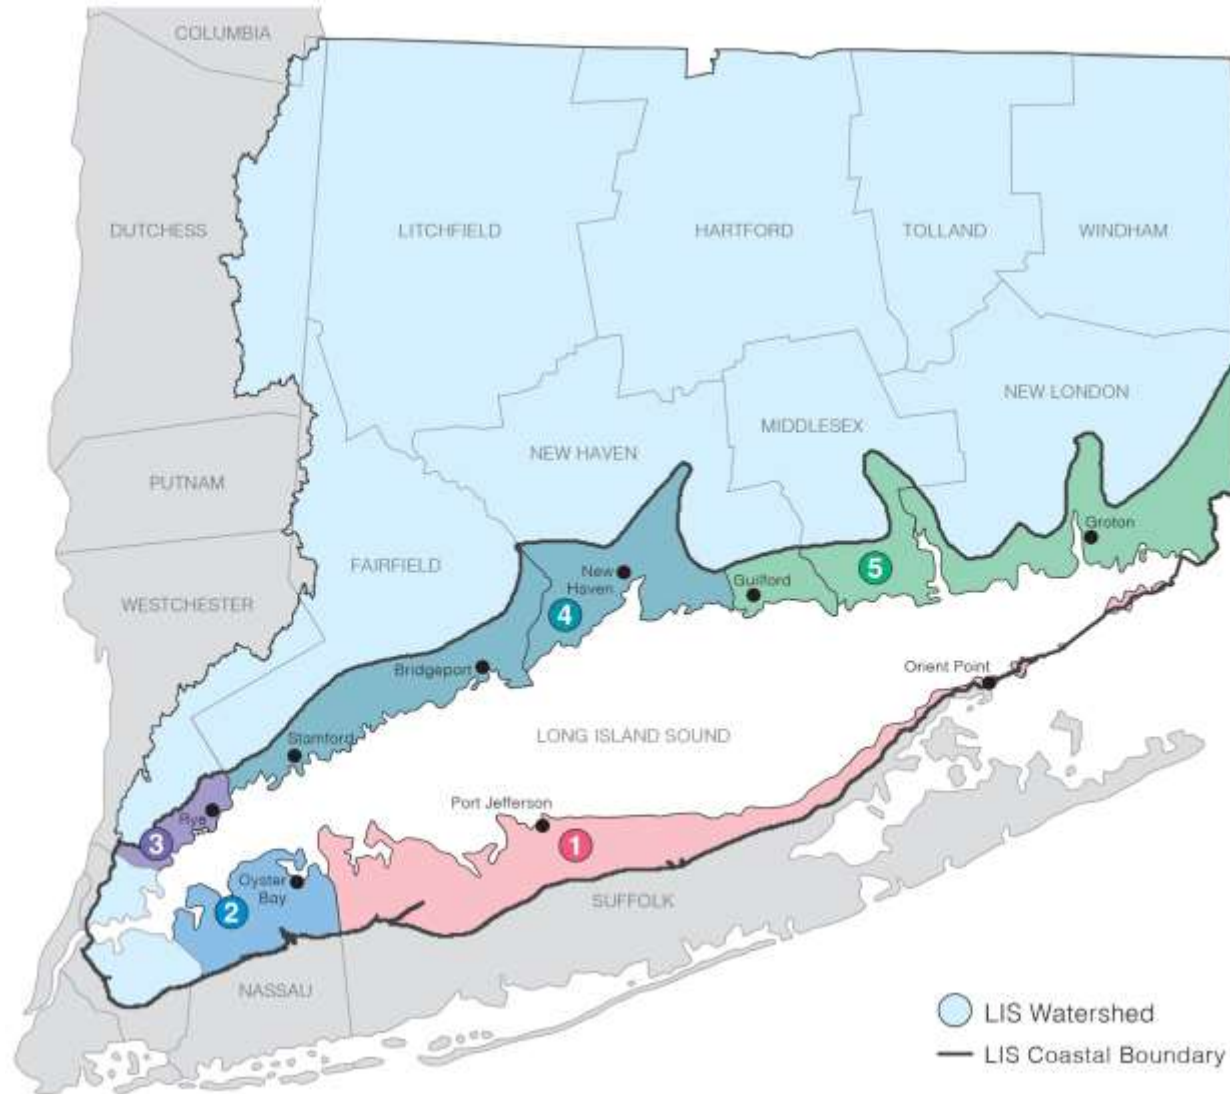 COLUMBIA
DUTCHESS
LITCHFIELD
HARTFORD
TOLLAND
WINDHAM
NEW LONDON
MIDDLESEX
NEW HAVEN
PUTNAM
FAIRFIELD
WESTCHESTER
Groton
5
Guilford
New
Haven
4
Bridgeport
Orient Point
Stamford
LONG ISLAND SOUND
Port Jefferson
Rye
3
1
Oyster
Bay
2
SUFFOLK
NASSAU
LIS Watershed
LIS Coastal Boundary